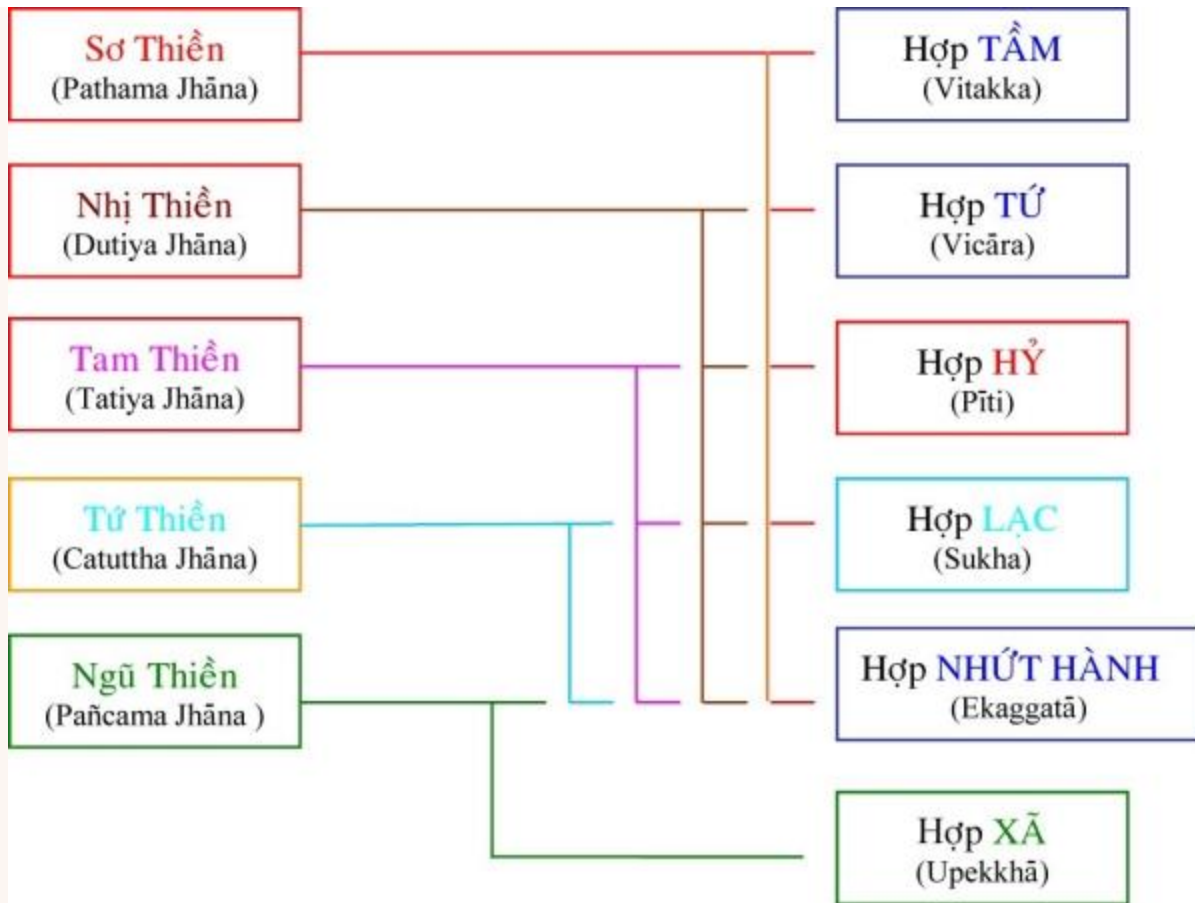 Sơ Thiền
(Pathama Jhāna)
Hợp TẦM
(Vitakka)
Nhị Thiền
(Dutiya Jhāna)
Hợp TỨ
(Vicāra)
Tam Thiền
(Tatiya Jhāna)
Hợp HỶ
(Pīti)
Tứ Thiền
(Catuttha Jhāna)
Hợp LẠC
(Sukha)
Ngũ Thiền
(Pañcama Jhāna )
Hợp NHỨT HÀNH
(Ekaggatā)
Hợp XÃ
(Upekkhā)